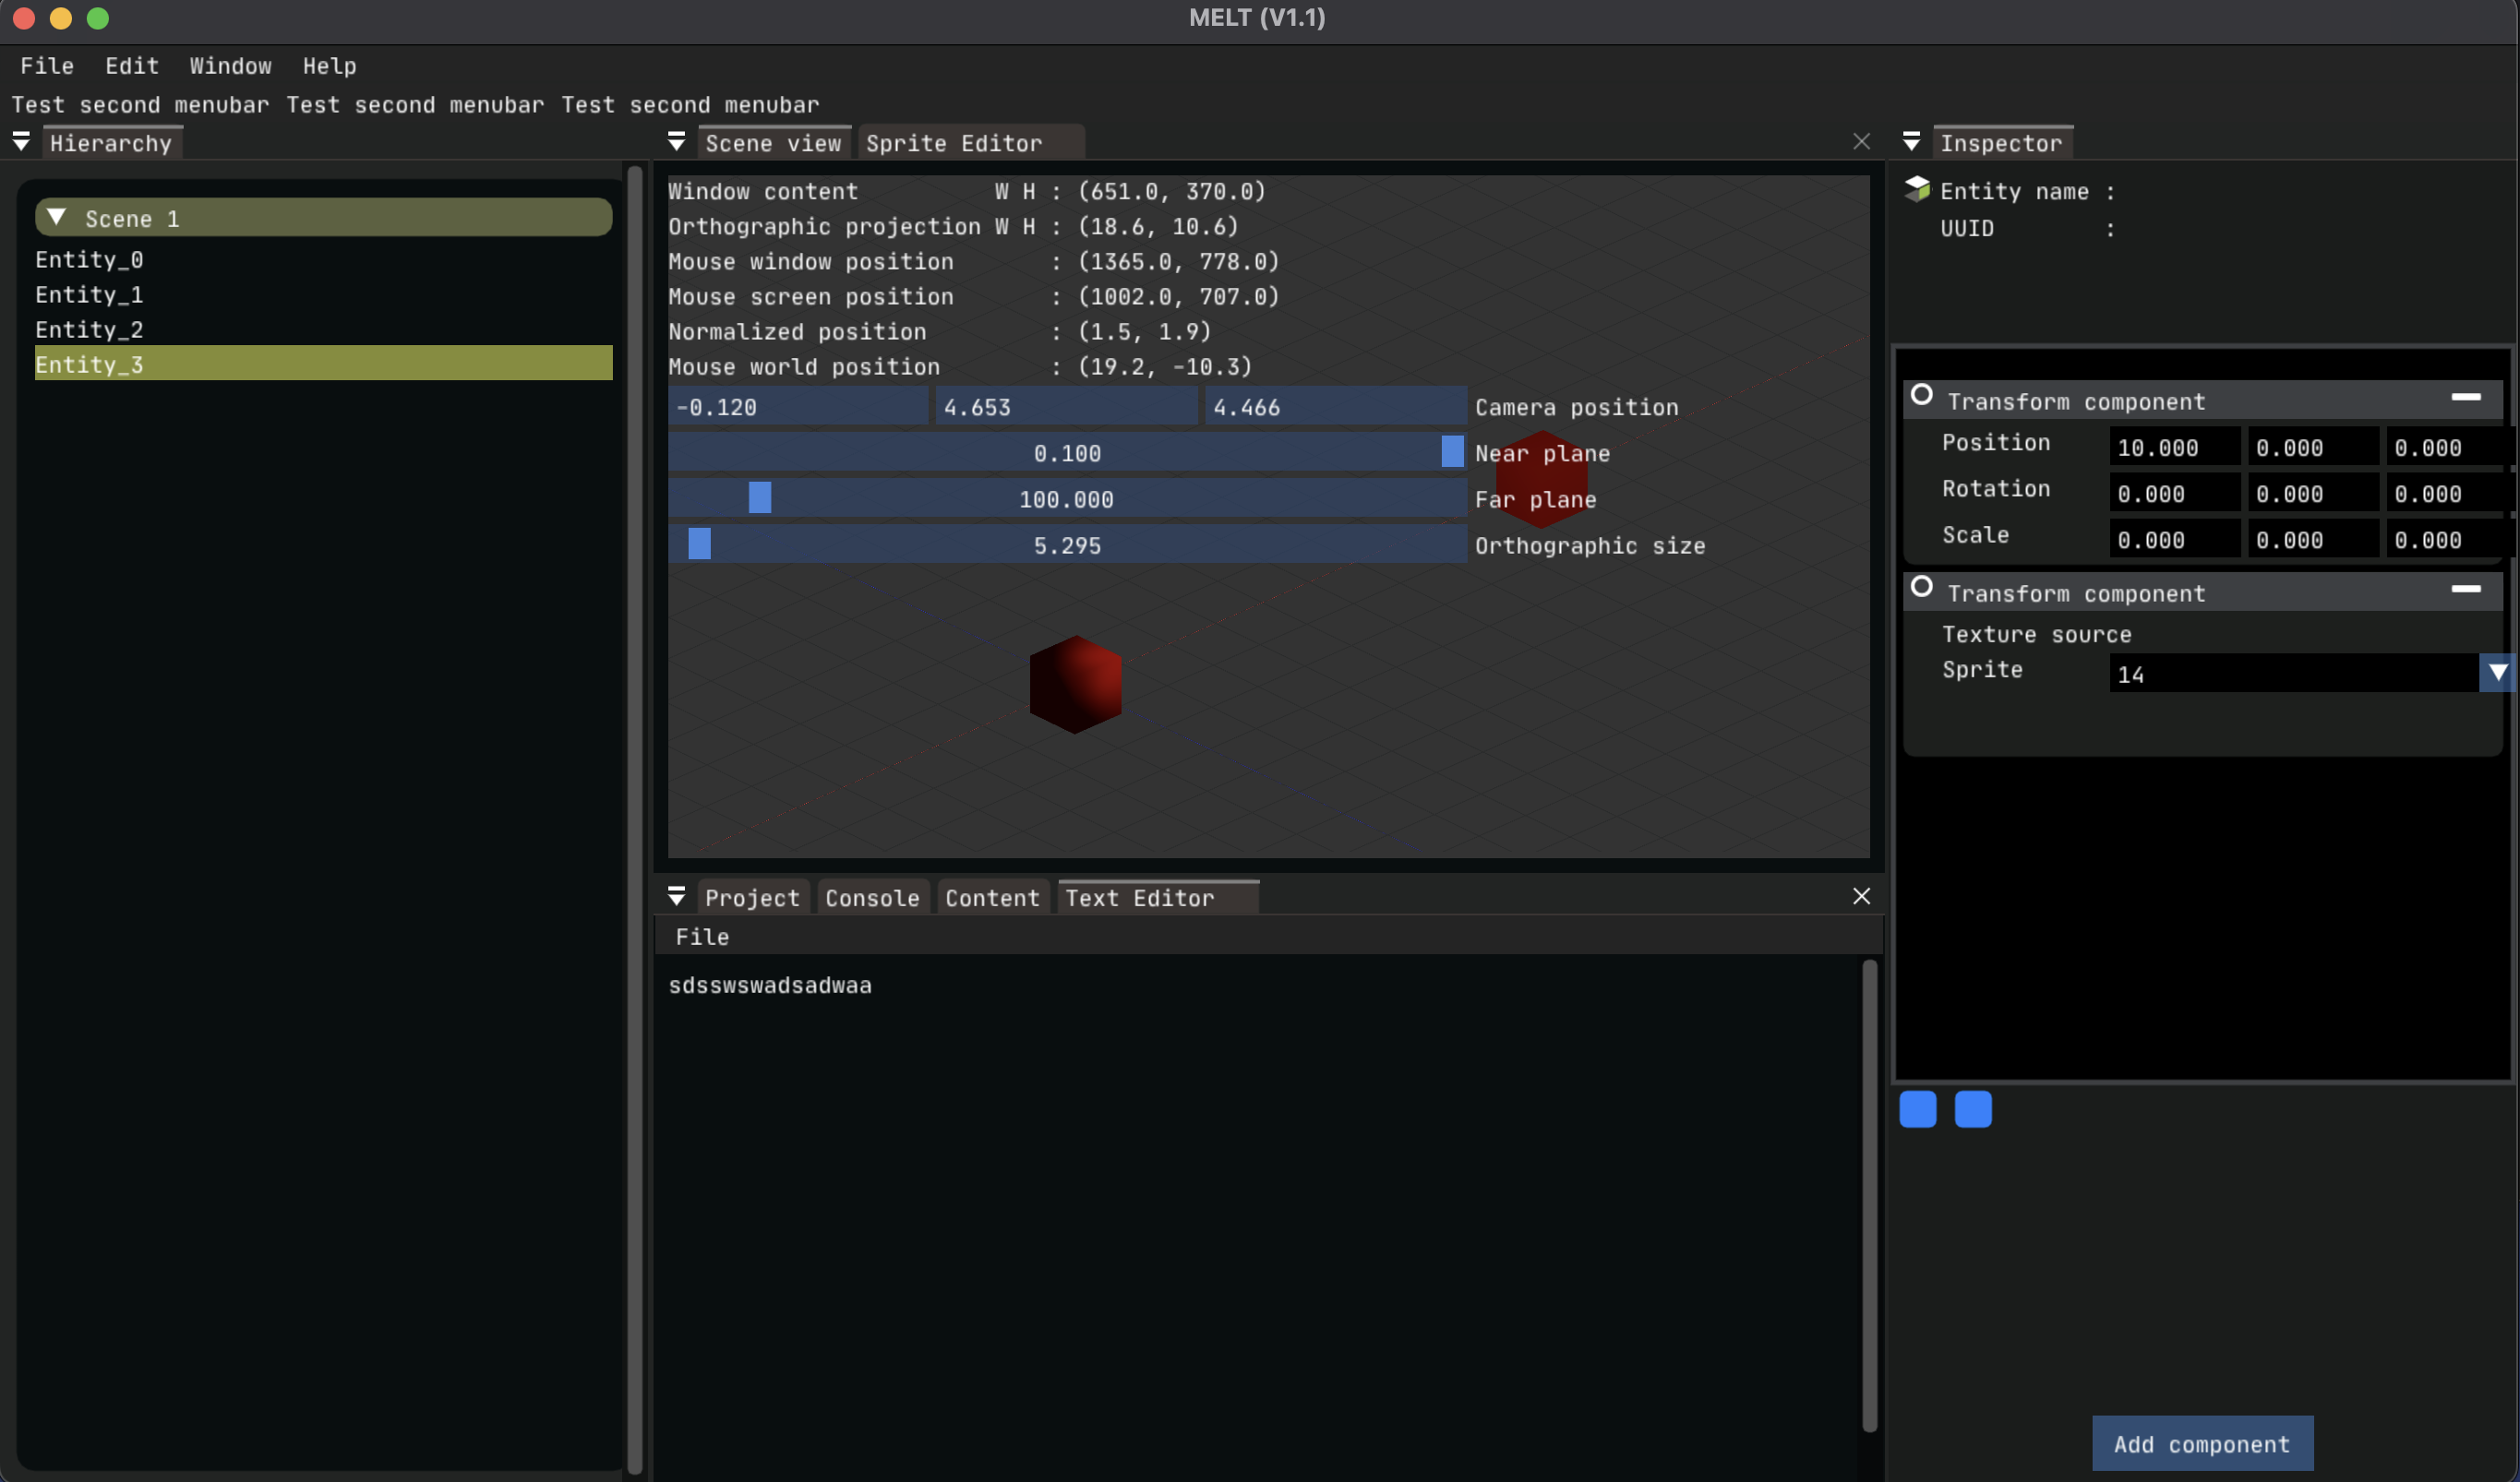 MELT (V1.1)
File Edit Window Help
Test second menubar Test second menubar Test second menubar
Hierarchy
Scene 1
Entity_0
Entity_1
Entity_2
Entity_3
Scene view Sprite Editor
Window content W H : (651.0, 370.0)
Orthographic projection W H : (18.6, 10.6)
Mouse window position : (1365.0, 778.0)
Mouse screen position : (1002.0, 707.0)
Normalized position : (1.5, 1.9)
Mouse world position : (19.2, -10.3)
-0.120 4.653 4.466 Camera position
0.100 Near plane
100.000 Far plane
5.295 Orthographic size
Project Console Content Text Editor
File
sdsswswadsadwaa
Inspector
Entity name :
UUID :
Transform component
Position 10.000 0.000 0.000
Rotation 0.000 0.000 0.000
Scale 0.000 0.000 0.000
Transform component
Texture source
Sprite 14
Add component